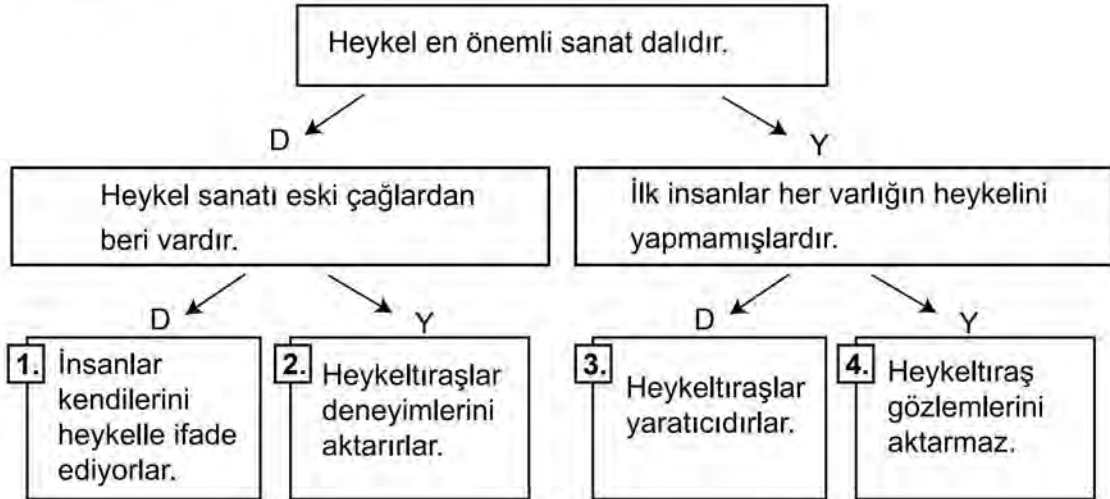 Heykel en önemli sanat dalıdır.
D
Y
Heykel sanatı eski çağlardan
beri vardır.
İlk insanlar her varlığın heykelini
yapmamışlardır.
D
Y
D
Y
1. İnsanlar
kendilerini
heykelle ifade
ediyorlar.
2. Heykeltıraşlar
deneyimlerini
aktarırlar.
3. Heykeltıraşlar
yaratıcıdırlar.
4. Heykeltıraş
gözlemlerini
aktarmaz.